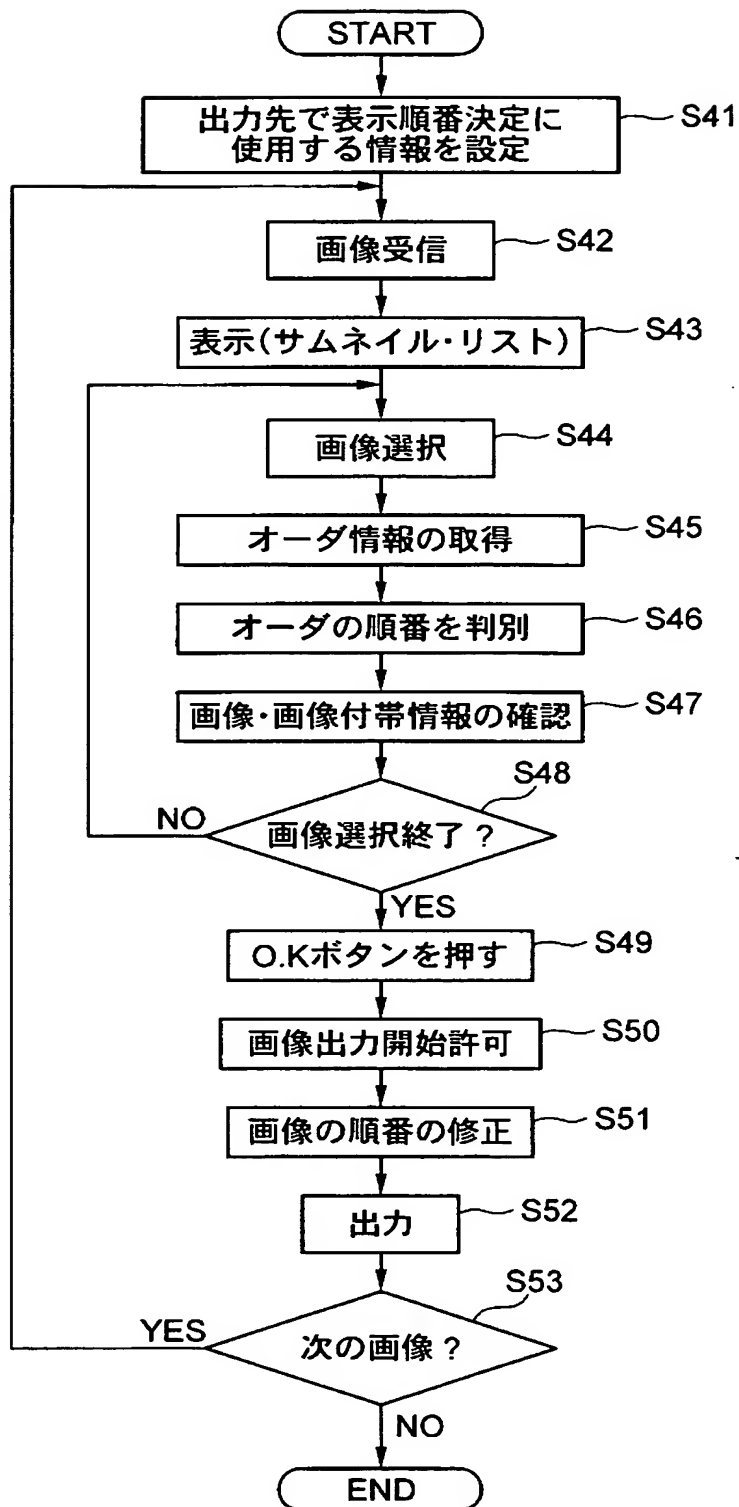 START
出力先で表示順番決定に
使用する情報を設定
S41
画像受信
S42
表示(サムネイル・リスト)
S43
画像選択
S44
オーダ情報の取得
S45
オーダの順番を判別
S46
画像・画像付帯情報の確認
S47
S48
NO
画像選択終了?
YES
O.Kボタンを押す
S49
画像出力開始許可
S50
画像の順番の修正
S51
出力
S52
S53
YES
次の画像?
NO
END